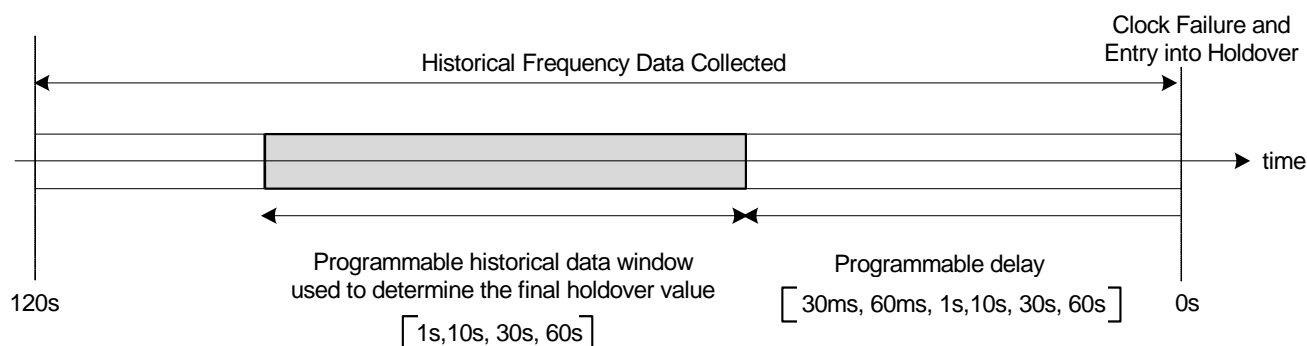 Clock Failure and
Entry into Holdover
Historical Frequency Data Collected
time
Programmable historical data window
used to determine the final holdover value
[1s,10s, 30s, 60s]
Programmable delay
[30ms, 60ms, 1s,10s, 30s, 60s]
120s
0s